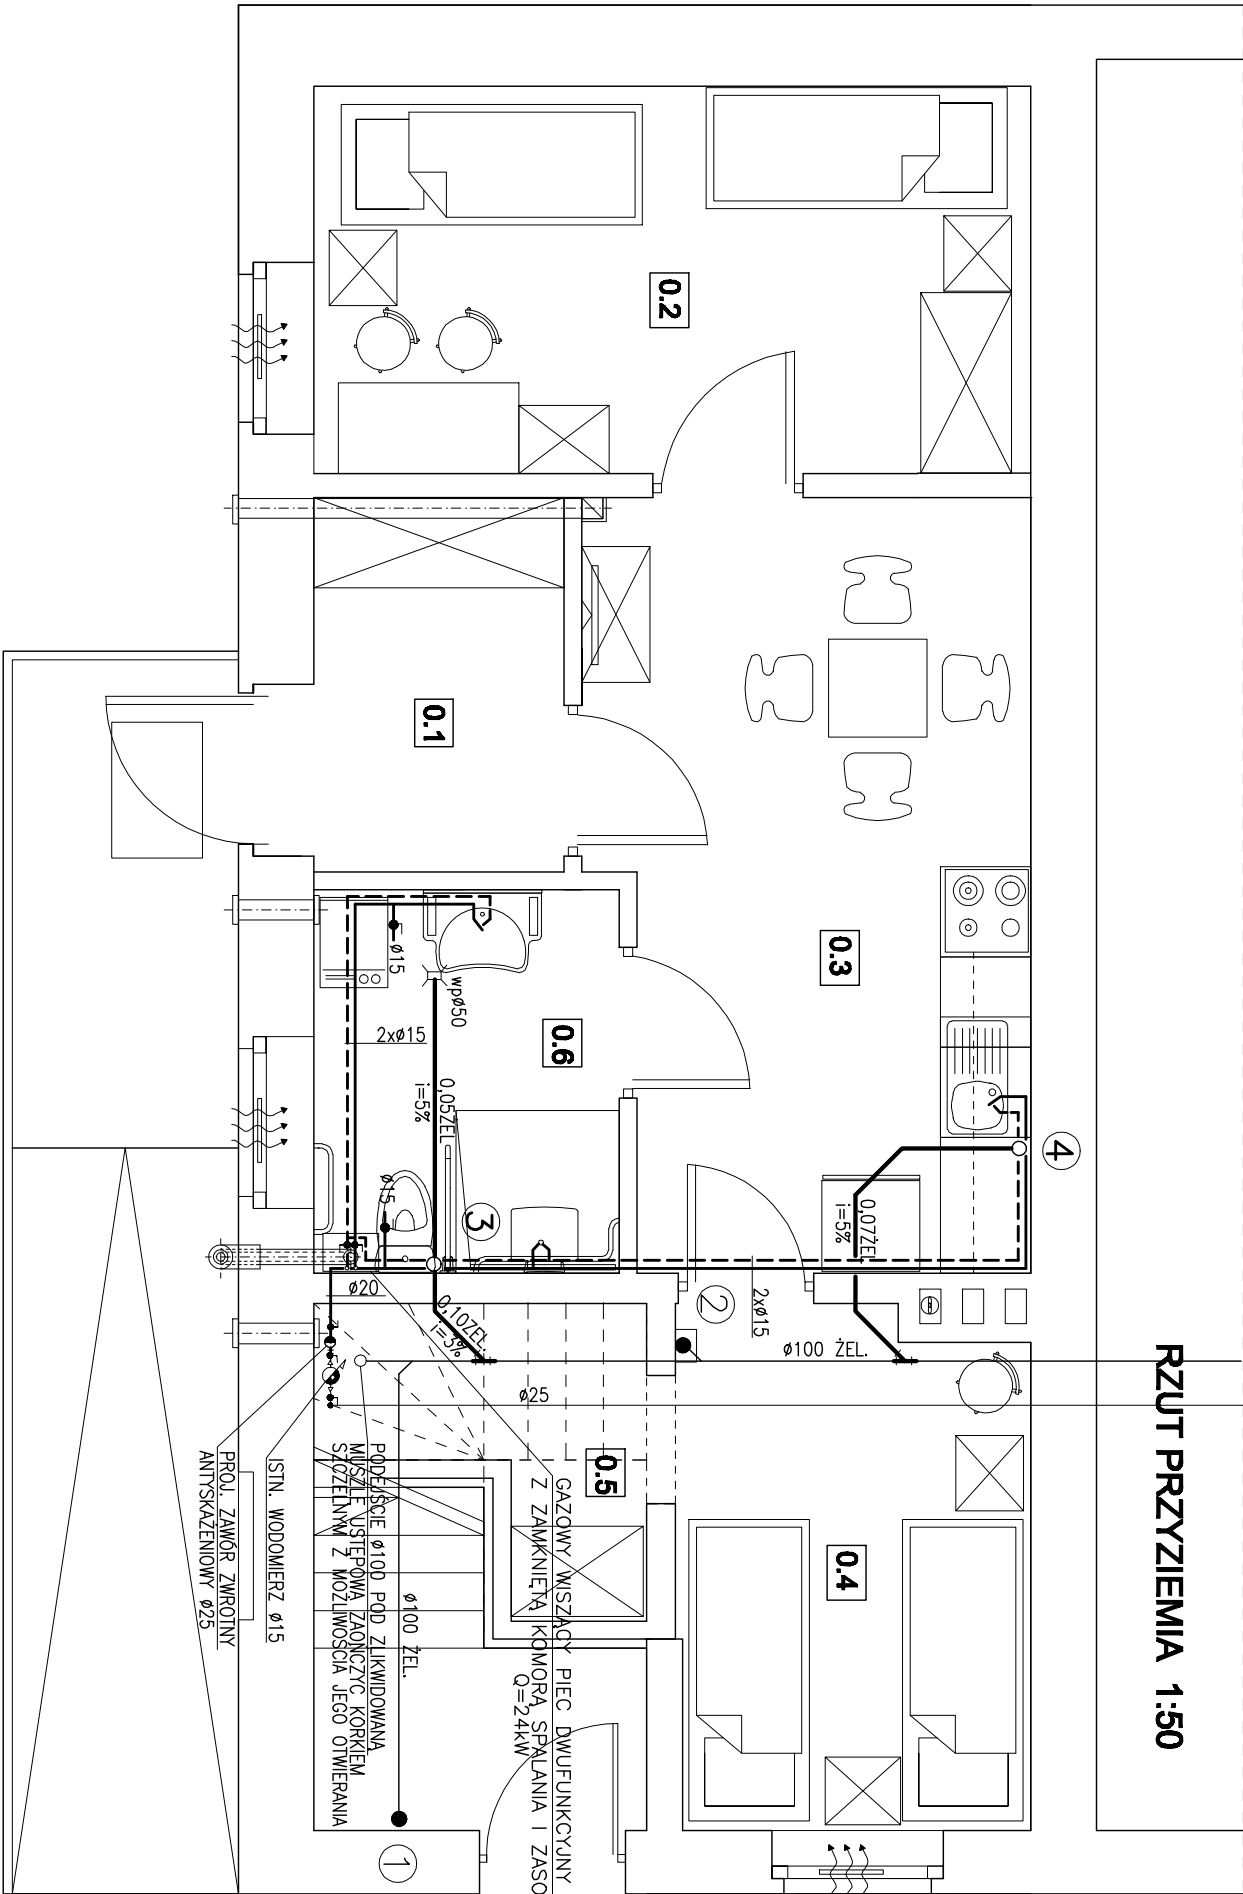 RZUT PRZYZIEMIA 1:50
0.2
0.1
0.3
0.6
0.5
0.4
ø15
wpø50
2xø15
0,05ŻEL
i=5%
ø15
3
4
0,07ŻEL
i=5%
ø20
0,10ŻEL.
i=3%
2
2xø15
ø100 ŻEL.
ø25
GAZOWY WISZĄCY PIEC DWUFUNKCYJNY
Z ZAMKNIĘTĄ KOMORĄ SPALANIA I ZASO
Q=24kW
ø100 ŻEL.
PODEJŚCIE ø100 POD ZLIKWIDOWANĄ
MUSZLĘ USTĘPOWĄ ZAOŃCZYĆ KORKIEM
SZCZELNYM Z MOŻLIWOŚCIĄ JEGO OTWIERANIA
ISTN. WODOMIERZ ø15
PROJ. ZAWÓR ZWROTNY
ANTYSKAŻENIOWY ø25
1